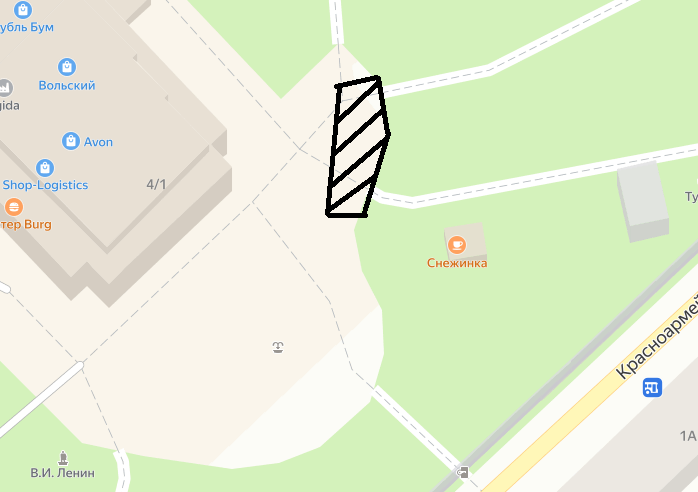 убль Бум
Вольский
gida
Avon
Shop-Logistics
4/1
тер Burg
Снежинка
Ту
Красноармей
1А
В.И. Ленин